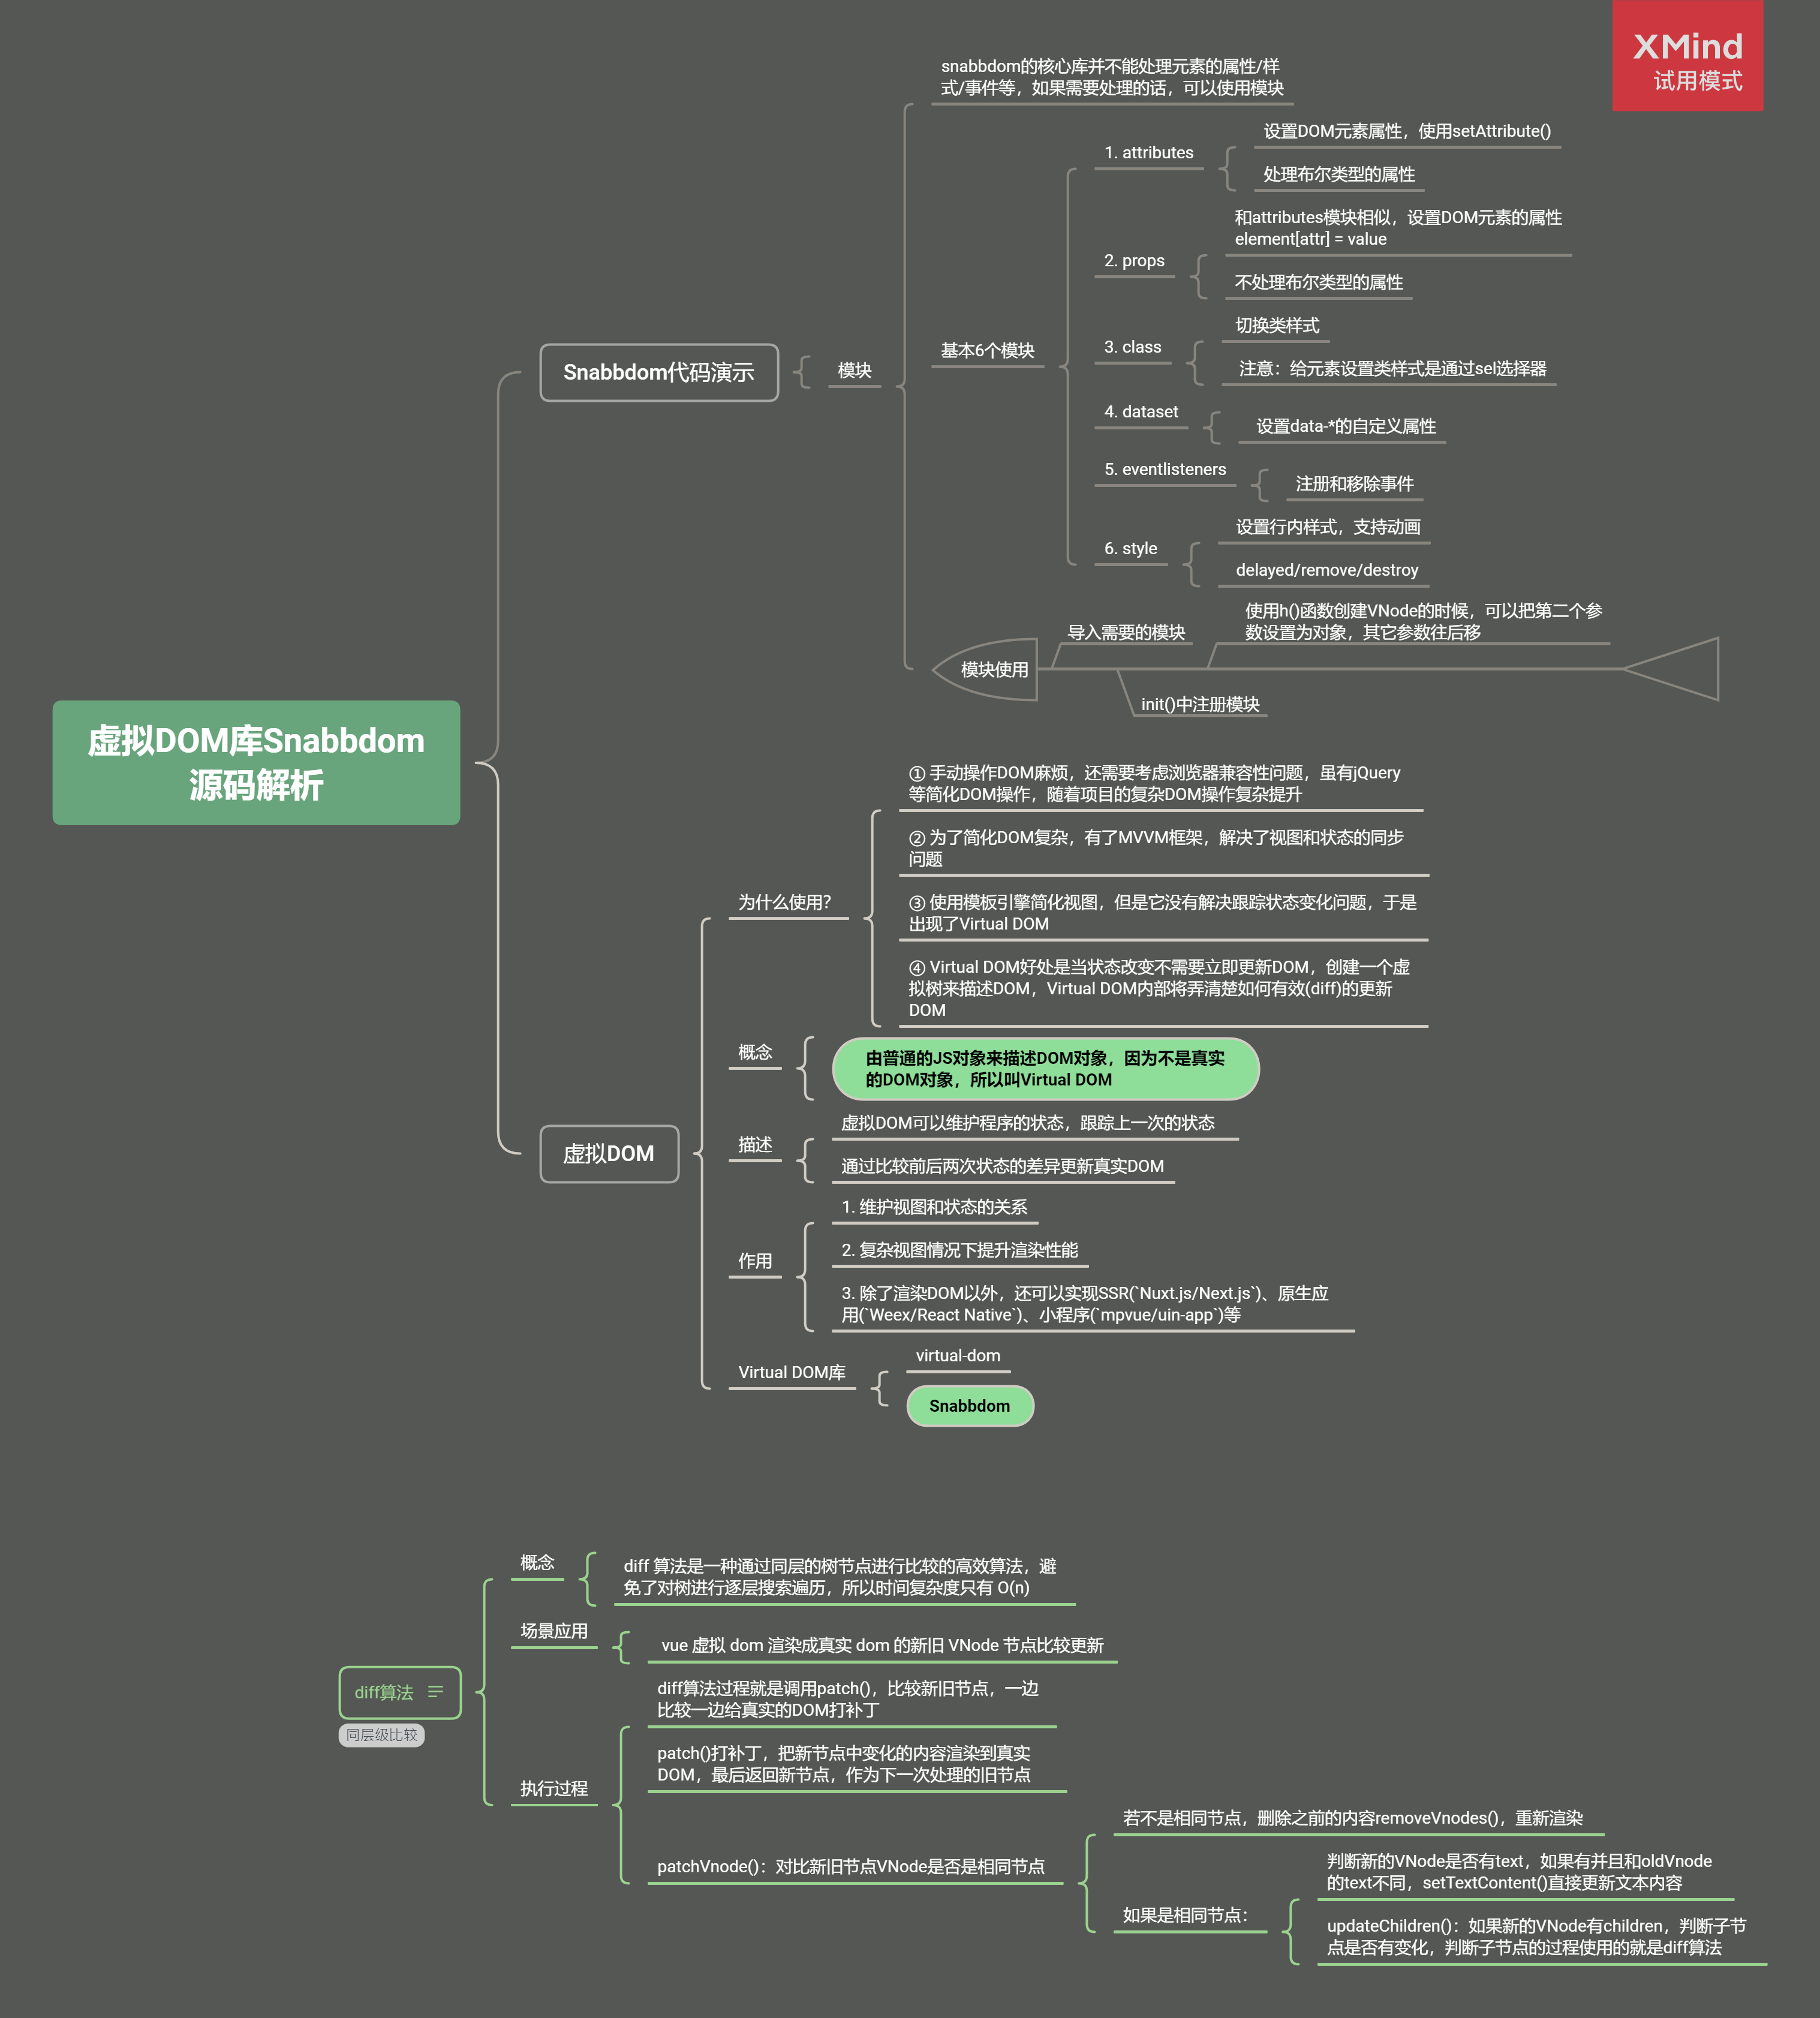 XMind
试用模式
snabbdom的核心库并不能处理元素的属性/样
式/事件等，如果需要处理的话，可以使用模块
1. attributes
设置DOM元素属性，使用setAttribute()
处理布尔类型的属性
2. props
和attributes模块相似，设置DOM元素的属性
element[attr] = value
不处理布尔类型的属性
基本6个模块
3. class
切换类样式
注意：给元素设置类样式是通过sel选择器
Snabbdom代码演示
模块
4. dataset
设置data-*的自定义属性
5. eventlisteners
注册和移除事件
6. style
设置行内样式，支持动画
delayed/remove/destroy
模块使用
导入需要的模块
init()中注册模块
使用h()函数创建VNode的时候，可以把第二个参
数设置为对象，其它参数往后移
虚拟DOM库Snabbdom
源码解析
为什么使用？
① 手动操作DOM麻烦，还需要考虑浏览器兼容性问题，虽有jQuery
等简化DOM操作，随着项目的复杂DOM操作复杂提升
② 为了简化DOM复杂，有了MVVM框架，解决了视图和状态的同步
问题
③ 使用模板引擎简化视图，但是它没有解决跟踪状态变化问题，于是
出现了Virtual DOM
④ Virtual DOM好处是当状态改变不需要立即更新DOM，创建一个虚
拟树来描述DOM，Virtual DOM内部将弄清楚如何有效(diff)的更新
DOM
概念
由普通的JS对象来描述DOM对象，因为不是真实
的DOM对象，所以叫Virtual DOM
虚拟DOM
描述
虚拟DOM可以维护程序的状态，跟踪上一次的状态
通过比较前后两次状态的差异更新真实DOM
作用
1. 维护视图和状态的关系
2. 复杂视图情况下提升渲染性能
3. 除了渲染DOM以外，还可以实现SSR(`Nuxt.js/Next.js`)、原生应
用(`Weex/React Native`)、小程序(`mpvue/uin-app`)等
Virtual DOM库
virtual-dom
Snabbdom
概念
diff 算法是一种通过同层的树节点进行比较的高效算法，避
免了对树进行逐层搜索遍历，所以时间复杂度只有 O(n)
场景应用
vue 虚拟 dom 渲染成真实 dom 的新旧 VNode 节点比较更新
diff算法
同层级比较
执行过程
diff算法过程就是调用patch()，比较新旧节点，一边
比较一边给真实的DOM打补丁
patch()打补丁，把新节点中变化的内容渲染到真实
DOM，最后返回新节点，作为下一次处理的旧节点
patchVnode()：对比新旧节点VNode是否是相同节点
若不是相同节点，删除之前的内容removeVnodes()，重新渲染
如果是相同节点：
判断新的VNode是否有text，如果有并且和oldVnode
的text不同，setTextContent()直接更新文本内容
updateChildren()：如果新的VNode有children，判断子节
点是否有变化，判断子节点的过程使用的就是diff算法